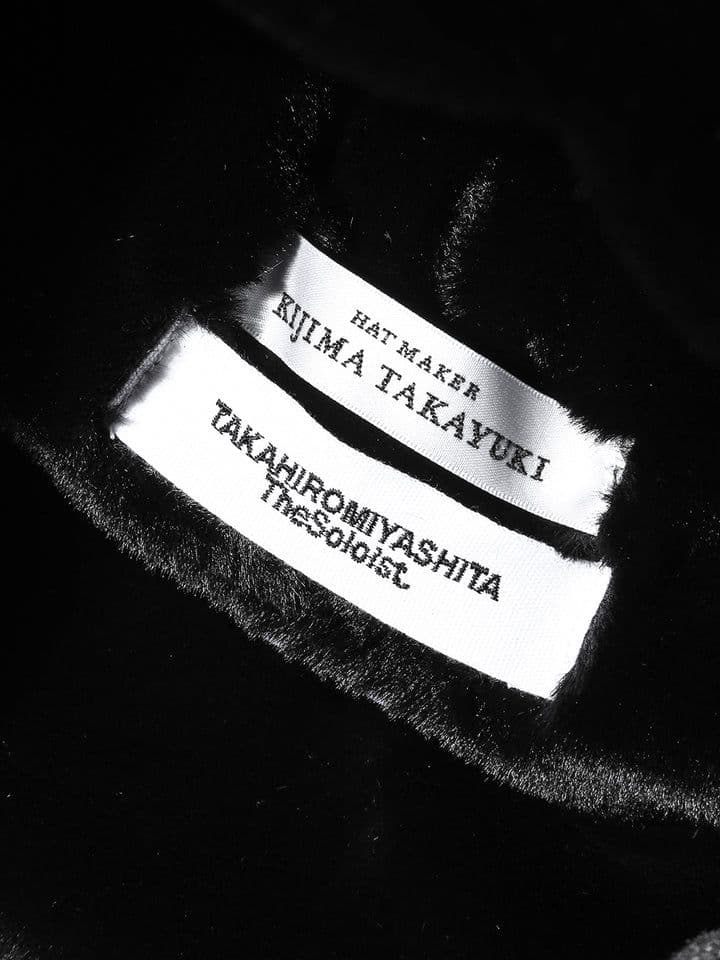 HAT MAKER
KIJIMA TAKAYUKI
TAKAHIROMIYASHITA
TheSoloist.